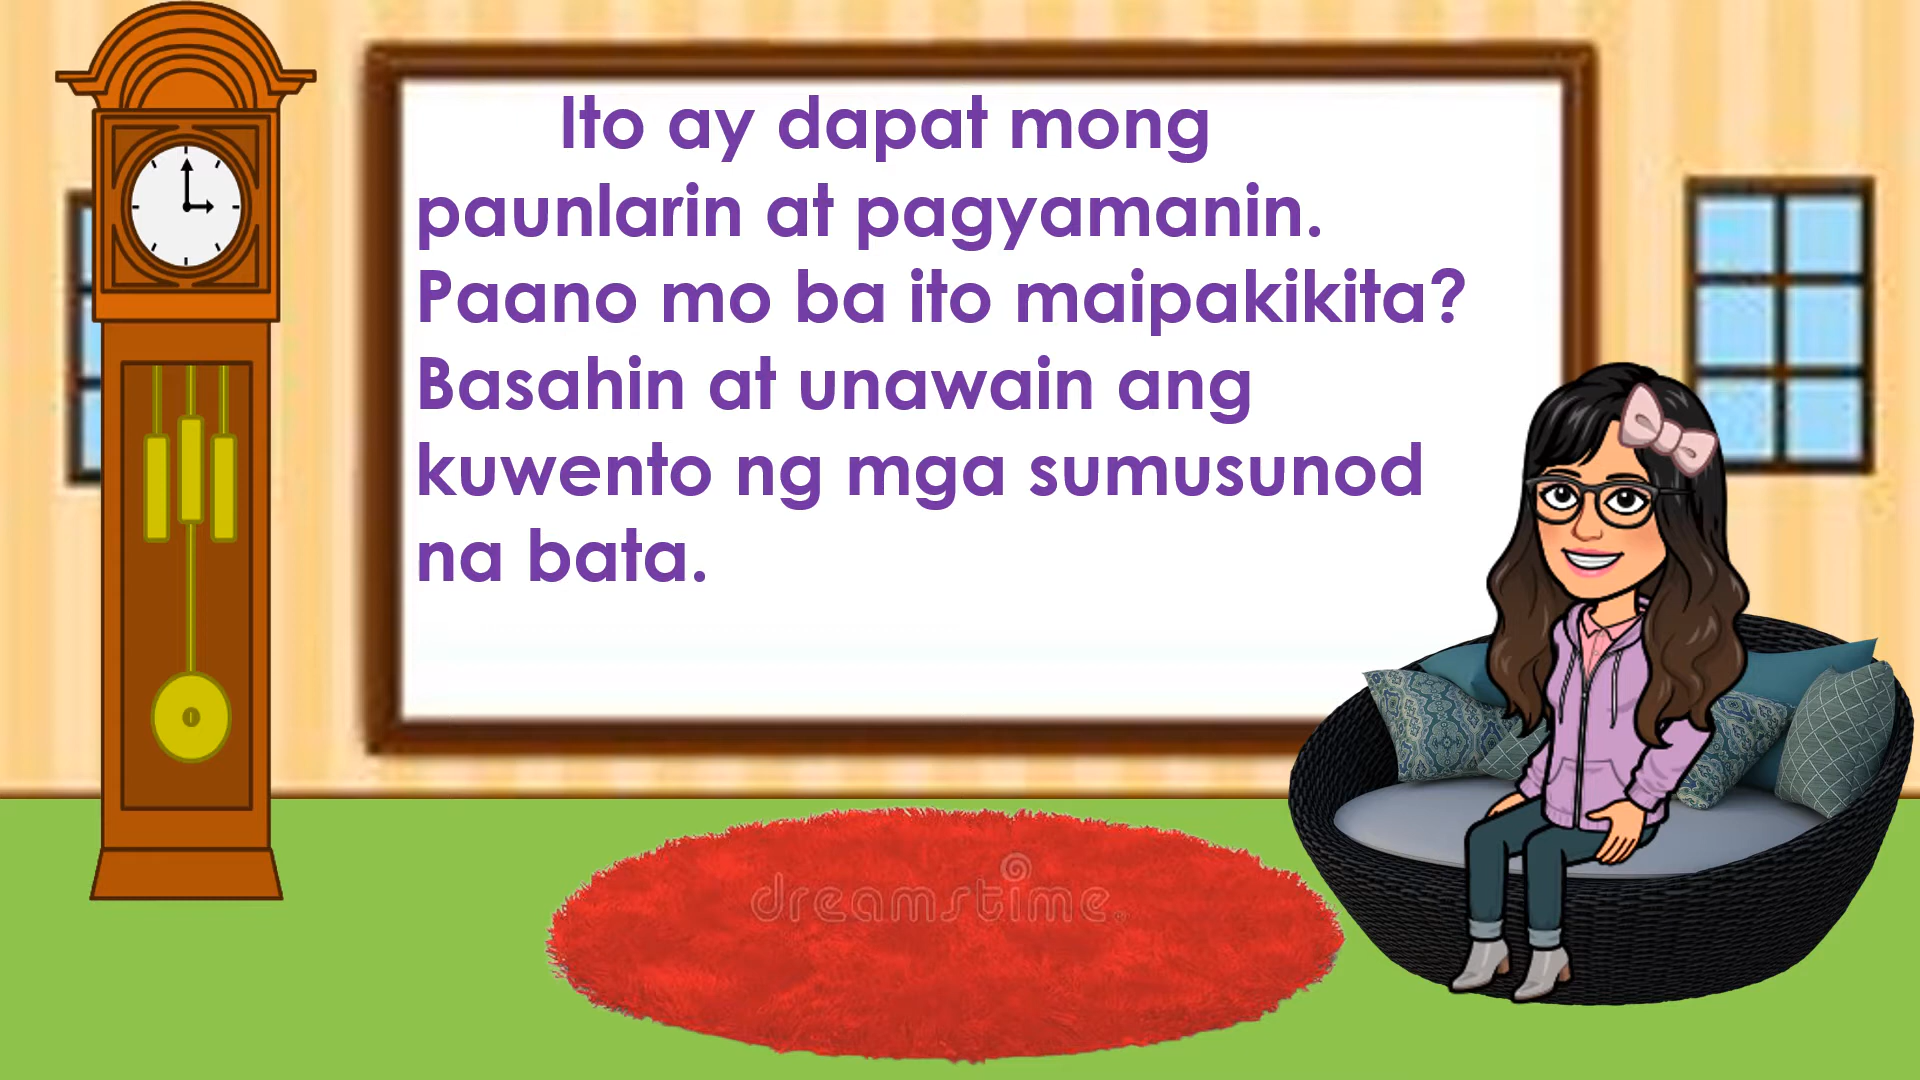 Ito ay dapat mong
paunlarin at pagyamanin.
Paano mo ba ito maipakikita?
Basahin at unawain ang
kuwento ng mga sumusunod
na bata.
dreamstime.